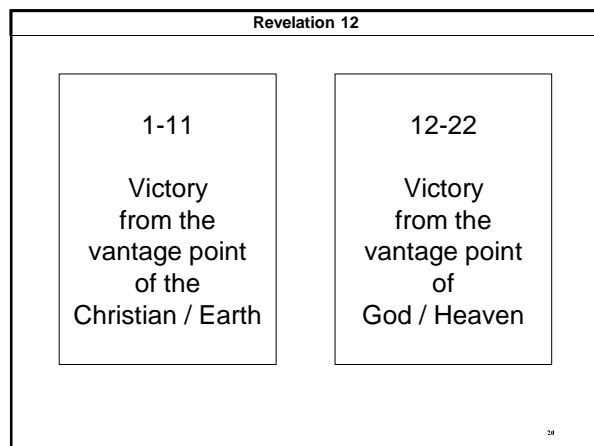 Revelation 12
1-11
Victory
from the
vantage point
of the
Christian / Earth
12-22
Victory
from the
vantage point
of
God / Heaven
20